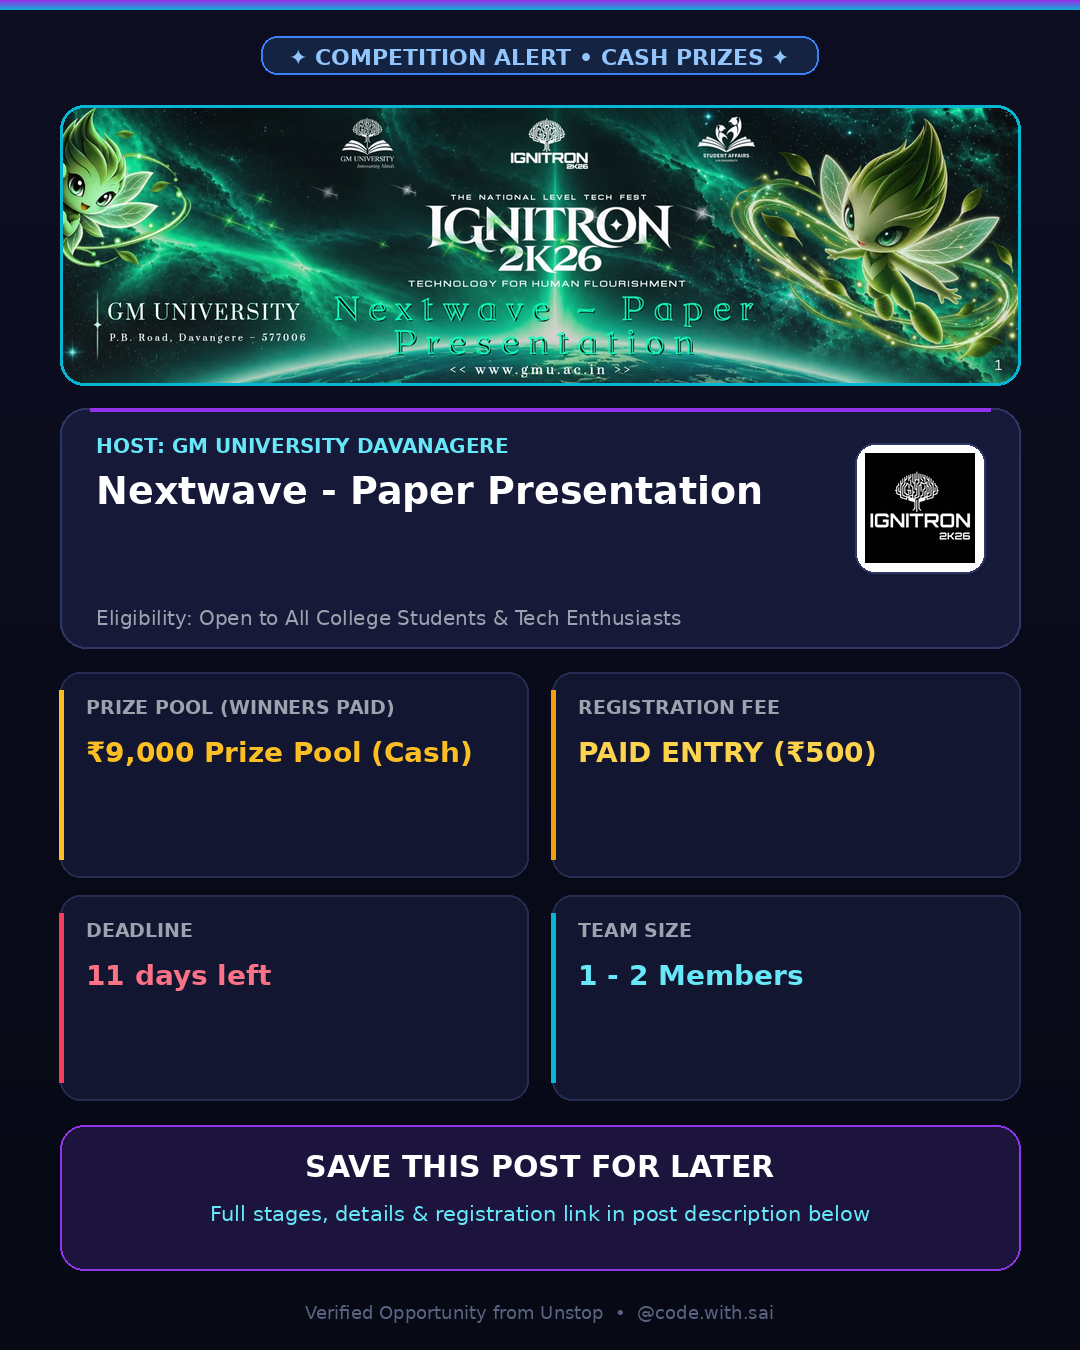 ✦ COMPETITION ALERT • CASH PRIZES ✦
GM UNIVERSITY
Innovating Minds
IGNITRON
2K26
STUDENT AFFAIRS
THE NATIONAL LEVEL TECH FEST
IGNITRON
2K26
TECHNOLOGY FOR HUMAN FLOURISHMENT
GM UNIVERSITY
P.B. Road, Davangere - 577006
Nextwave - Paper
Presentation
<< www.gmu.ac.in >>
1
HOST: GM UNIVERSITY DAVANAGERE
Nextwave - Paper Presentation
IGNITRON
2K26
Eligibility: Open to All College Students & Tech Enthusiasts
PRIZE POOL (WINNERS PAID)
₹9,000 Prize Pool (Cash)
REGISTRATION FEE
PAID ENTRY (₹500)
DEADLINE
11 days left
TEAM SIZE
1 - 2 Members
SAVE THIS POST FOR LATER
Full stages, details & registration link in post description below
Verified Opportunity from Unstop • @code.with.sai